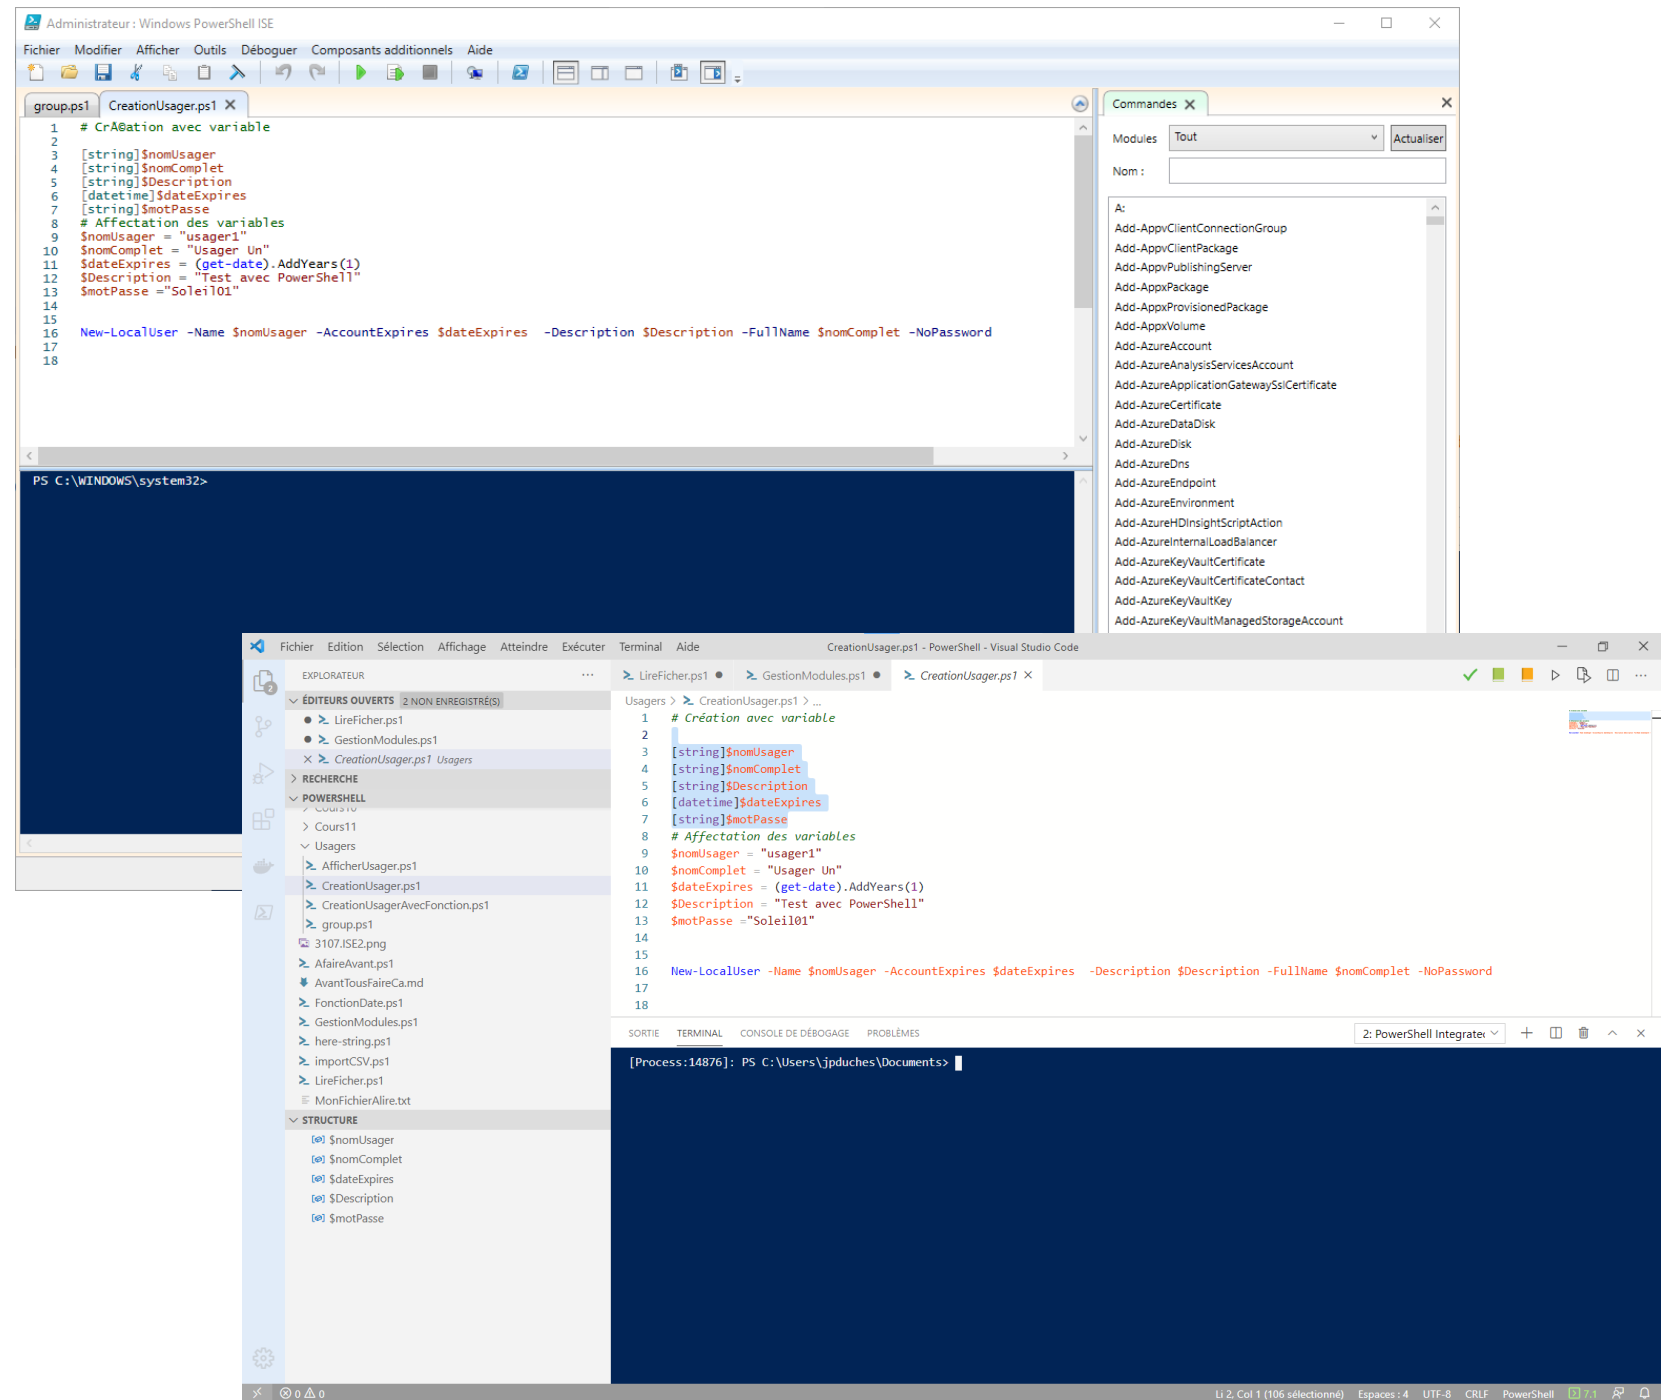 Administrateur : Windows PowerShell ISE
Fichier Modifier Afficher Outils Déboguer Composants additionnels Aide
group.ps1 CreationUsager.ps1
1 # CrÃ©ation avec variable
2
3 [string]$nomUsager
4 [string]$nomComplet
5 [string]$Description
6 [datetime]$dateExpires
7 [string]$motPasse
8 # Affectation des variables
9 $nomUsager = "usager1"
10 $nomComplet = "Usager Un"
11 $dateExpires = (get-date).AddYears(1)
12 $Description = "Test avec PowerShell"
13 $motPasse ="Soleil01"
14
15
16 New-LocalUser -Name $nomUsager -AccountExpires $dateExpires  -Description $Description -FullName $nomComplet -NoPassword
17
18
PS C:\WINDOWS\system32>
Commandes
Modules Tout Actualiser
Nom :
A:
Add-AppvClientConnectionGroup
Add-AppvClientPackage
Add-AppvPublishingServer
Add-AppxPackage
Add-AppxProvisionedPackage
Add-AppxVolume
Add-AzureAccount
Add-AzureAnalysisServicesAccount
Add-AzureApplicationGatewaySslCertificate
Add-AzureCertificate
Add-AzureDataDisk
Add-AzureDisk
Add-AzureDns
Add-AzureEndpoint
Add-AzureEnvironment
Add-AzureHDInsightScriptAction
Add-AzureInternalLoadBalancer
Add-AzureKeyVaultCertificate
Add-AzureKeyVaultCertificateContact
Add-AzureKeyVaultKey
Add-AzureKeyVaultManagedStorageAccount
Fichier Edition Sélection Affichage Atteindre Exécuter Terminal Aide
CreationUsager.ps1 - PowerShell - Visual Studio Code
2
EXPLORATEUR
ÉDITEURS OUVERTS 2 NON ENREGISTRÉ(S)
LireFicher.ps1
GestionModules.ps1
CreationUsager.ps1 Usagers
RECHERCHE
POWERSHELL
Cours10
Cours11
Usagers
AfficherUsager.ps1
CreationUsager.ps1
CreationUsagerAvecFonction.ps1
group.ps1
3107.ISE2.png
AfaireAvant.ps1
AvantTousFaireCa.md
FonctionDate.ps1
GestionModules.ps1
here-string.ps1
importCSV.ps1
LireFicher.ps1
MonFichierAlire.txt
STRUCTURE
$nomUsager
$nomComplet
$dateExpires
$Description
$motPasse
LireFicher.ps1 GestionModules.ps1 CreationUsager.ps1
Usagers > CreationUsager.ps1 > ...
1 # Création avec variable
2
3 [string]$nomUsager
4 [string]$nomComplet
5 [string]$Description
6 [datetime]$dateExpires
7 [string]$motPasse
8 # Affectation des variables
9 $nomUsager = "usager1"
10 $nomComplet = "Usager Un"
11 $dateExpires = (get-date).AddYears(1)
12 $Description = "Test avec PowerShell"
13 $motPasse ="Soleil01"
14
15
16 New-LocalUser -Name $nomUsager -AccountExpires $dateExpires  -Description $Description -FullName $nomComplet -NoPassword
17
18
SORTIE TERMINAL CONSOLE DE DÉBOGAGE PROBLÈMES 2: PowerShell Integrate
[Process:14876]: PS C:\Users\jpduches\Documents>
0 0 Li 2, Col 1 (106 sélectionné) Espaces : 4 UTF-8 CRLF PowerShell 7.1